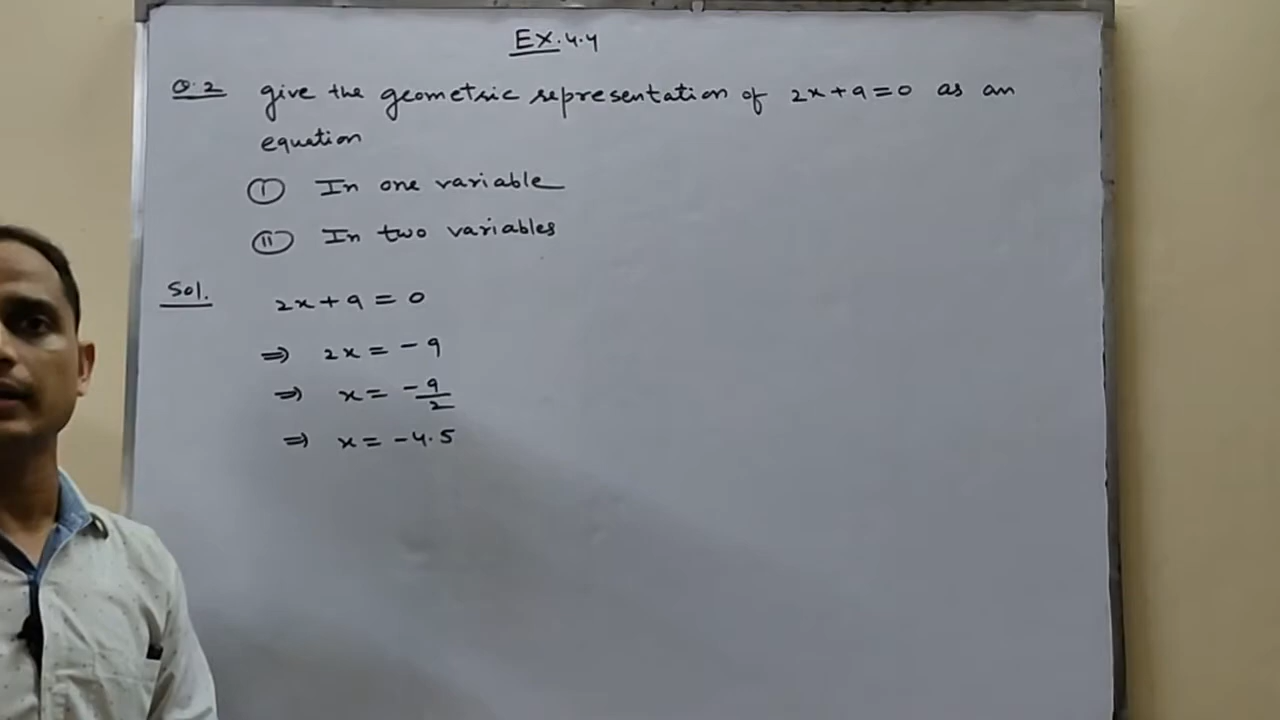 EX.4.4
Q.2 give the geometric representation of 2x+9=0 as an
equation
(I) In one variable
(II) In two variables
Sol. 2x+9=0
⇒ 2x=-9
⇒ x=-9/2
⇒ x=-4.5